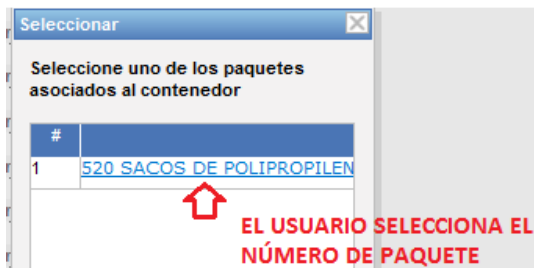 Seleccionar
Seleccione uno de los paquetes
asociados al contenedor
#
1 520 SACOS DE POLIPROPILEN
EL USUARIO SELECCIONA EL
NÚMERO DE PAQUETE